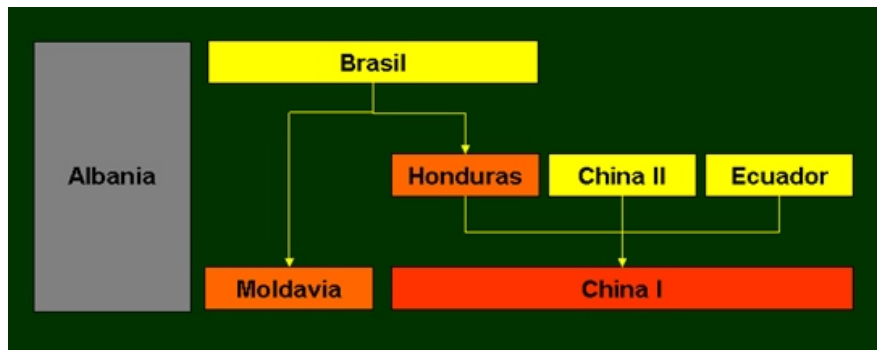 Brasil
Albania
Honduras
China II
Ecuador
Moldavia
China I